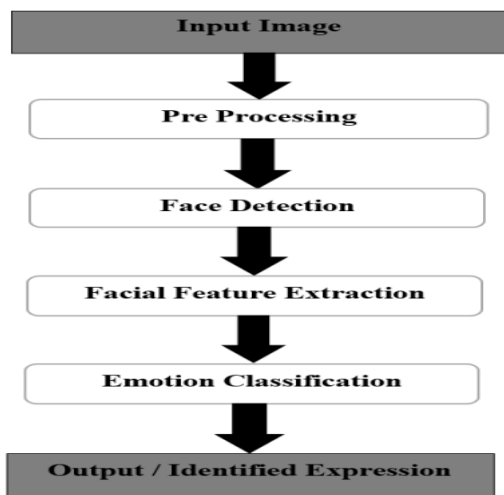 Input Image
Pre Processing
Face Detection
Facial Feature Extraction
Emotion Classification
Output / Identified Expression